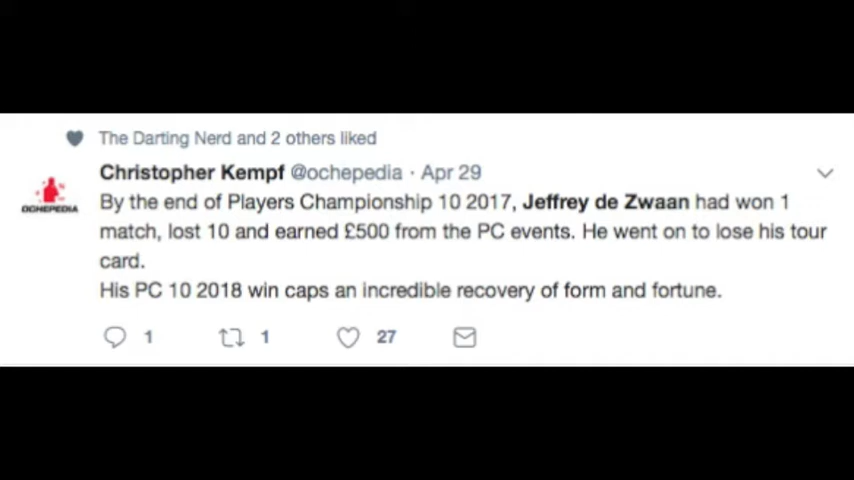 The Darting Nerd and 2 others liked
Christopher Kempf @ochepedia · Apr 29
OCHEPEDIA
By the end of Players Championship 10 2017, Jeffrey de Zwaan had won 1
match, lost 10 and earned £500 from the PC events. He went on to lose his tour
card.
His PC 10 2018 win caps an incredible recovery of form and fortune.
1 1 27